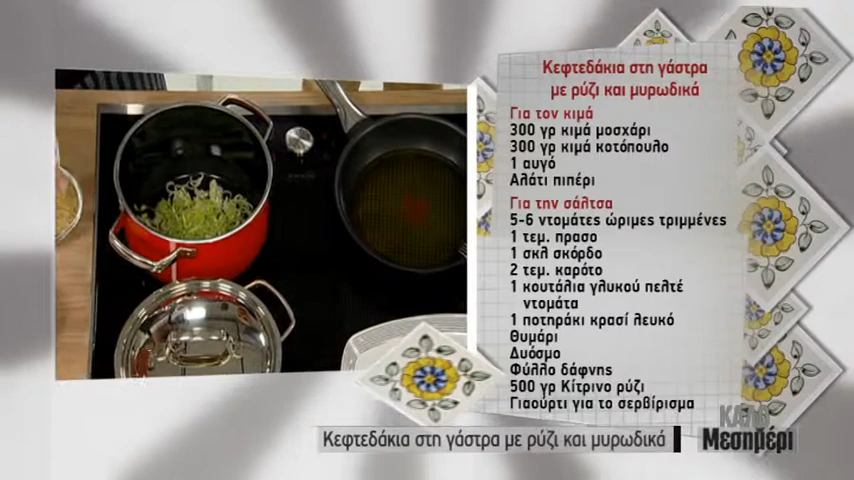 Κεφτεδάκια στη γάστρα
με ρύζι και μυρωδικά
Για τον κιμά
300 γρ κιμά μοσχάρι
300 γρ κιμά κοτόπουλο
1 αυγό
Αλάτι πιπέρι
Για την σάλτσα
5-6 ντομάτες ώριμες τριμμένες
1 τεμ. πρασο
1 σκλ σκόρδο
2 τεμ. καρότο
1 κουτάλια γλυκού πελτέ
ντομάτα
1 ποτηράκι κρασί λευκό
Θυμάρι
Δυόσμο
Φύλλο δάφνης
500 γρ Κίτρινο ρύζι
Γιαούρτι για το σερβίρισμα
Κεφτεδάκια στη γάστρα με ρύζι και μυρωδικά
ΚΑΛΟ
Μεσημέρι